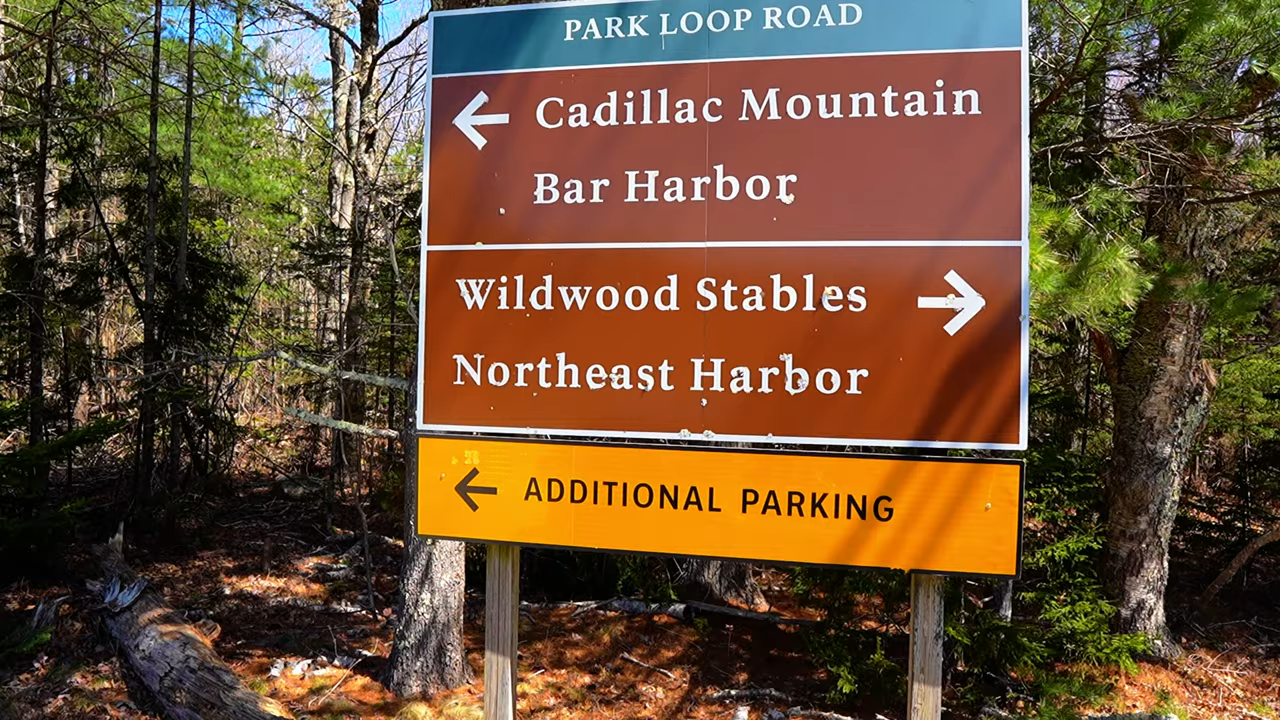 PARK LOOP ROAD
Cadillac Mountain
Bar Harbor
Wildwood Stables
Northeast Harbor
ADDITIONAL PARKING